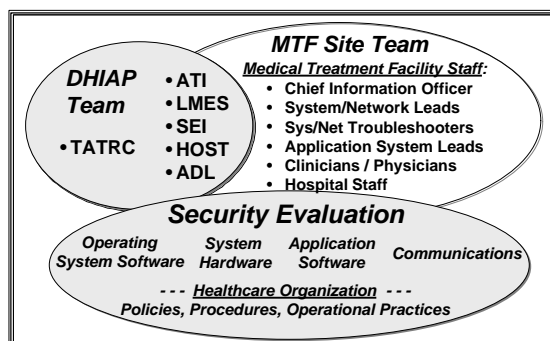 DHIAP
Team
• TATRC
• ATI
• LMES
• SEI
• HOST
• ADL
MTF Site Team
Medical Treatment Facility Staff:
• Chief Information Officer
• System/Network Leads
• Sys/Net Troubleshooters
• Application System Leads
• Clinicians / Physicians
• Hospital Staff
Security Evaluation
Operating
System Software
System
Hardware
Application
Software
Communications
- - - Healthcare Organization - - -
Policies, Procedures, Operational Practices